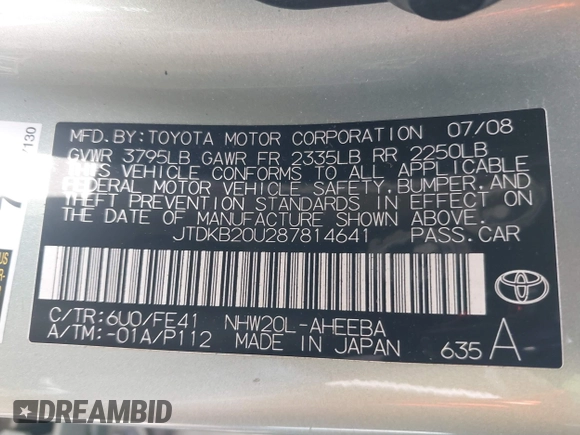 MFD. BY: TOYOTA MOTOR CORPORATION 07/08
GVWR 3795LB GAWR FR 2335LB RR 2250LB
THIS VEHICLE CONFORMS TO ALL APPLICABLE
FEDERAL MOTOR VEHICLE SAFETY, BUMPER, AND
THEFT PREVENTION STANDARDS IN EFFECT ON
THE DATE OF MANUFACTURE SHOWN ABOVE.
JTDKB20U287814641 PASS. CAR
C/TR: 6U0/FE41 NHW20L-AHEEBA
A/TM: -01A/P112 MADE IN JAPAN 635 A
DREAMBID